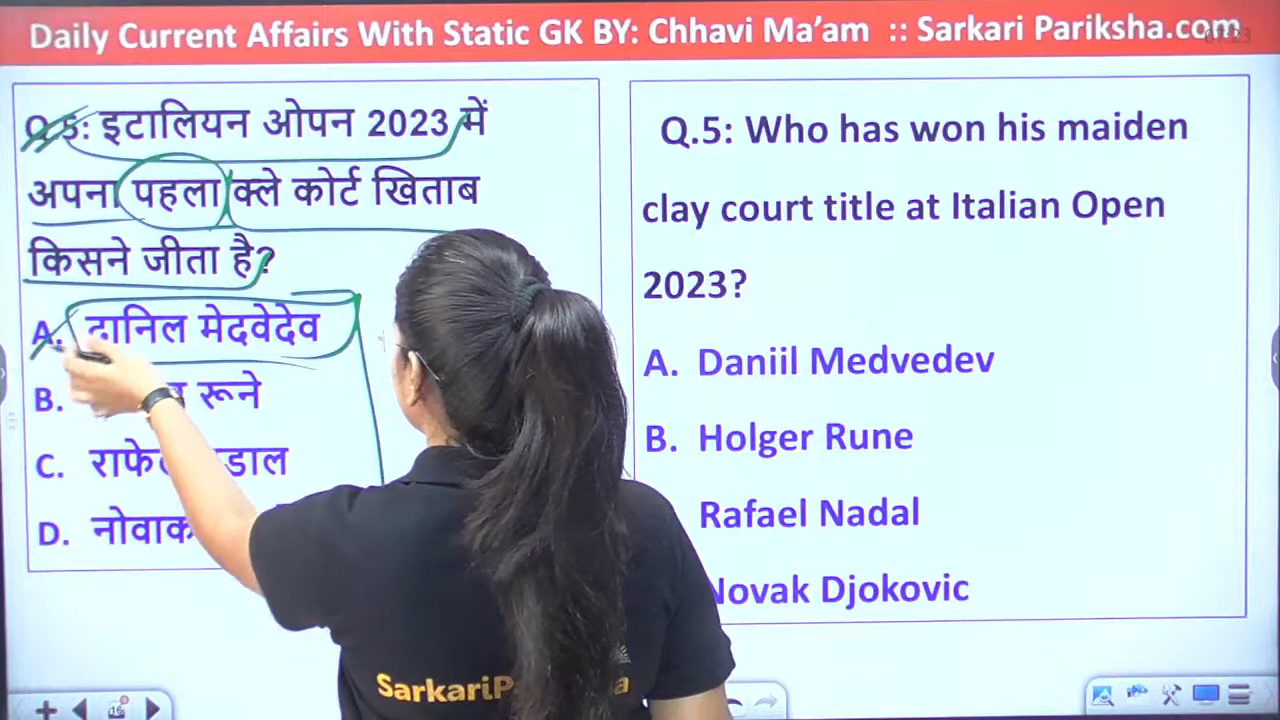 Daily Current Affairs With Static GK BY: Chhavi Ma’am :: Sarkari Pariksha.com
Q.5: इटालियन ओपन 2023 में
अपना पहला क्ले कोर्ट खिताब
किसने जीता है?
A. दानिल मेदवेदेव
B. रूने
C.
D.
Q.5: Who has won his maiden
clay court title at Italian Open
2023?
A. Daniil Medvedev
B. Holger Rune
Rafael Nadal
Novak Djokovic